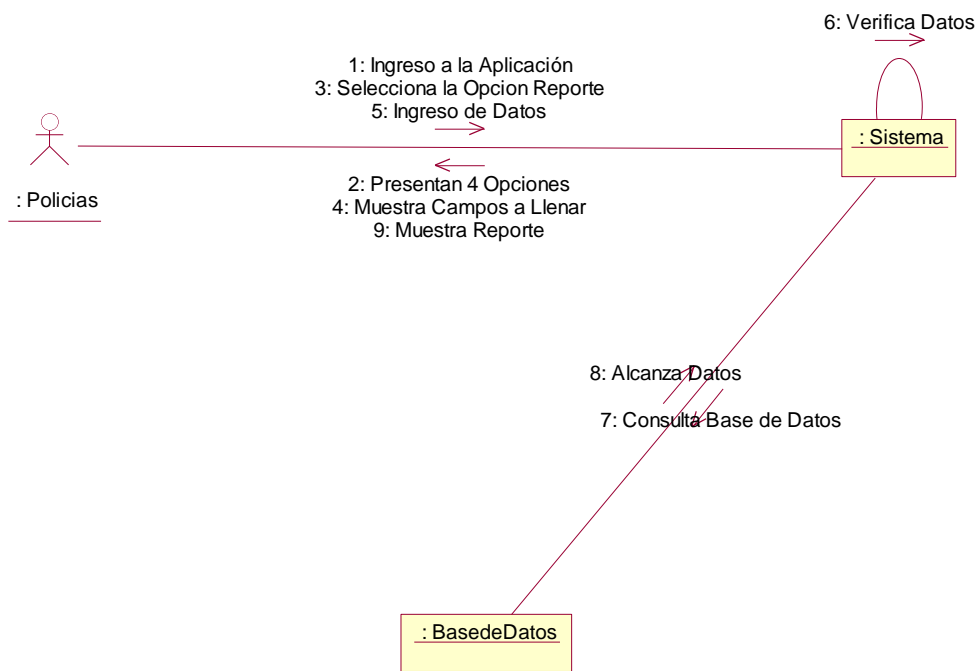 6: Verifica Datos
1: Ingreso a la Aplicación
3: Selecciona la Opcion Reporte
5: Ingreso de Datos
: Sistema
2: Presentan 4 Opciones
4: Muestra Campos a Llenar
9: Muestra Reporte
: Policias
8: Alcanza Datos
7: Consulta Base de Datos
: BasedeDatos